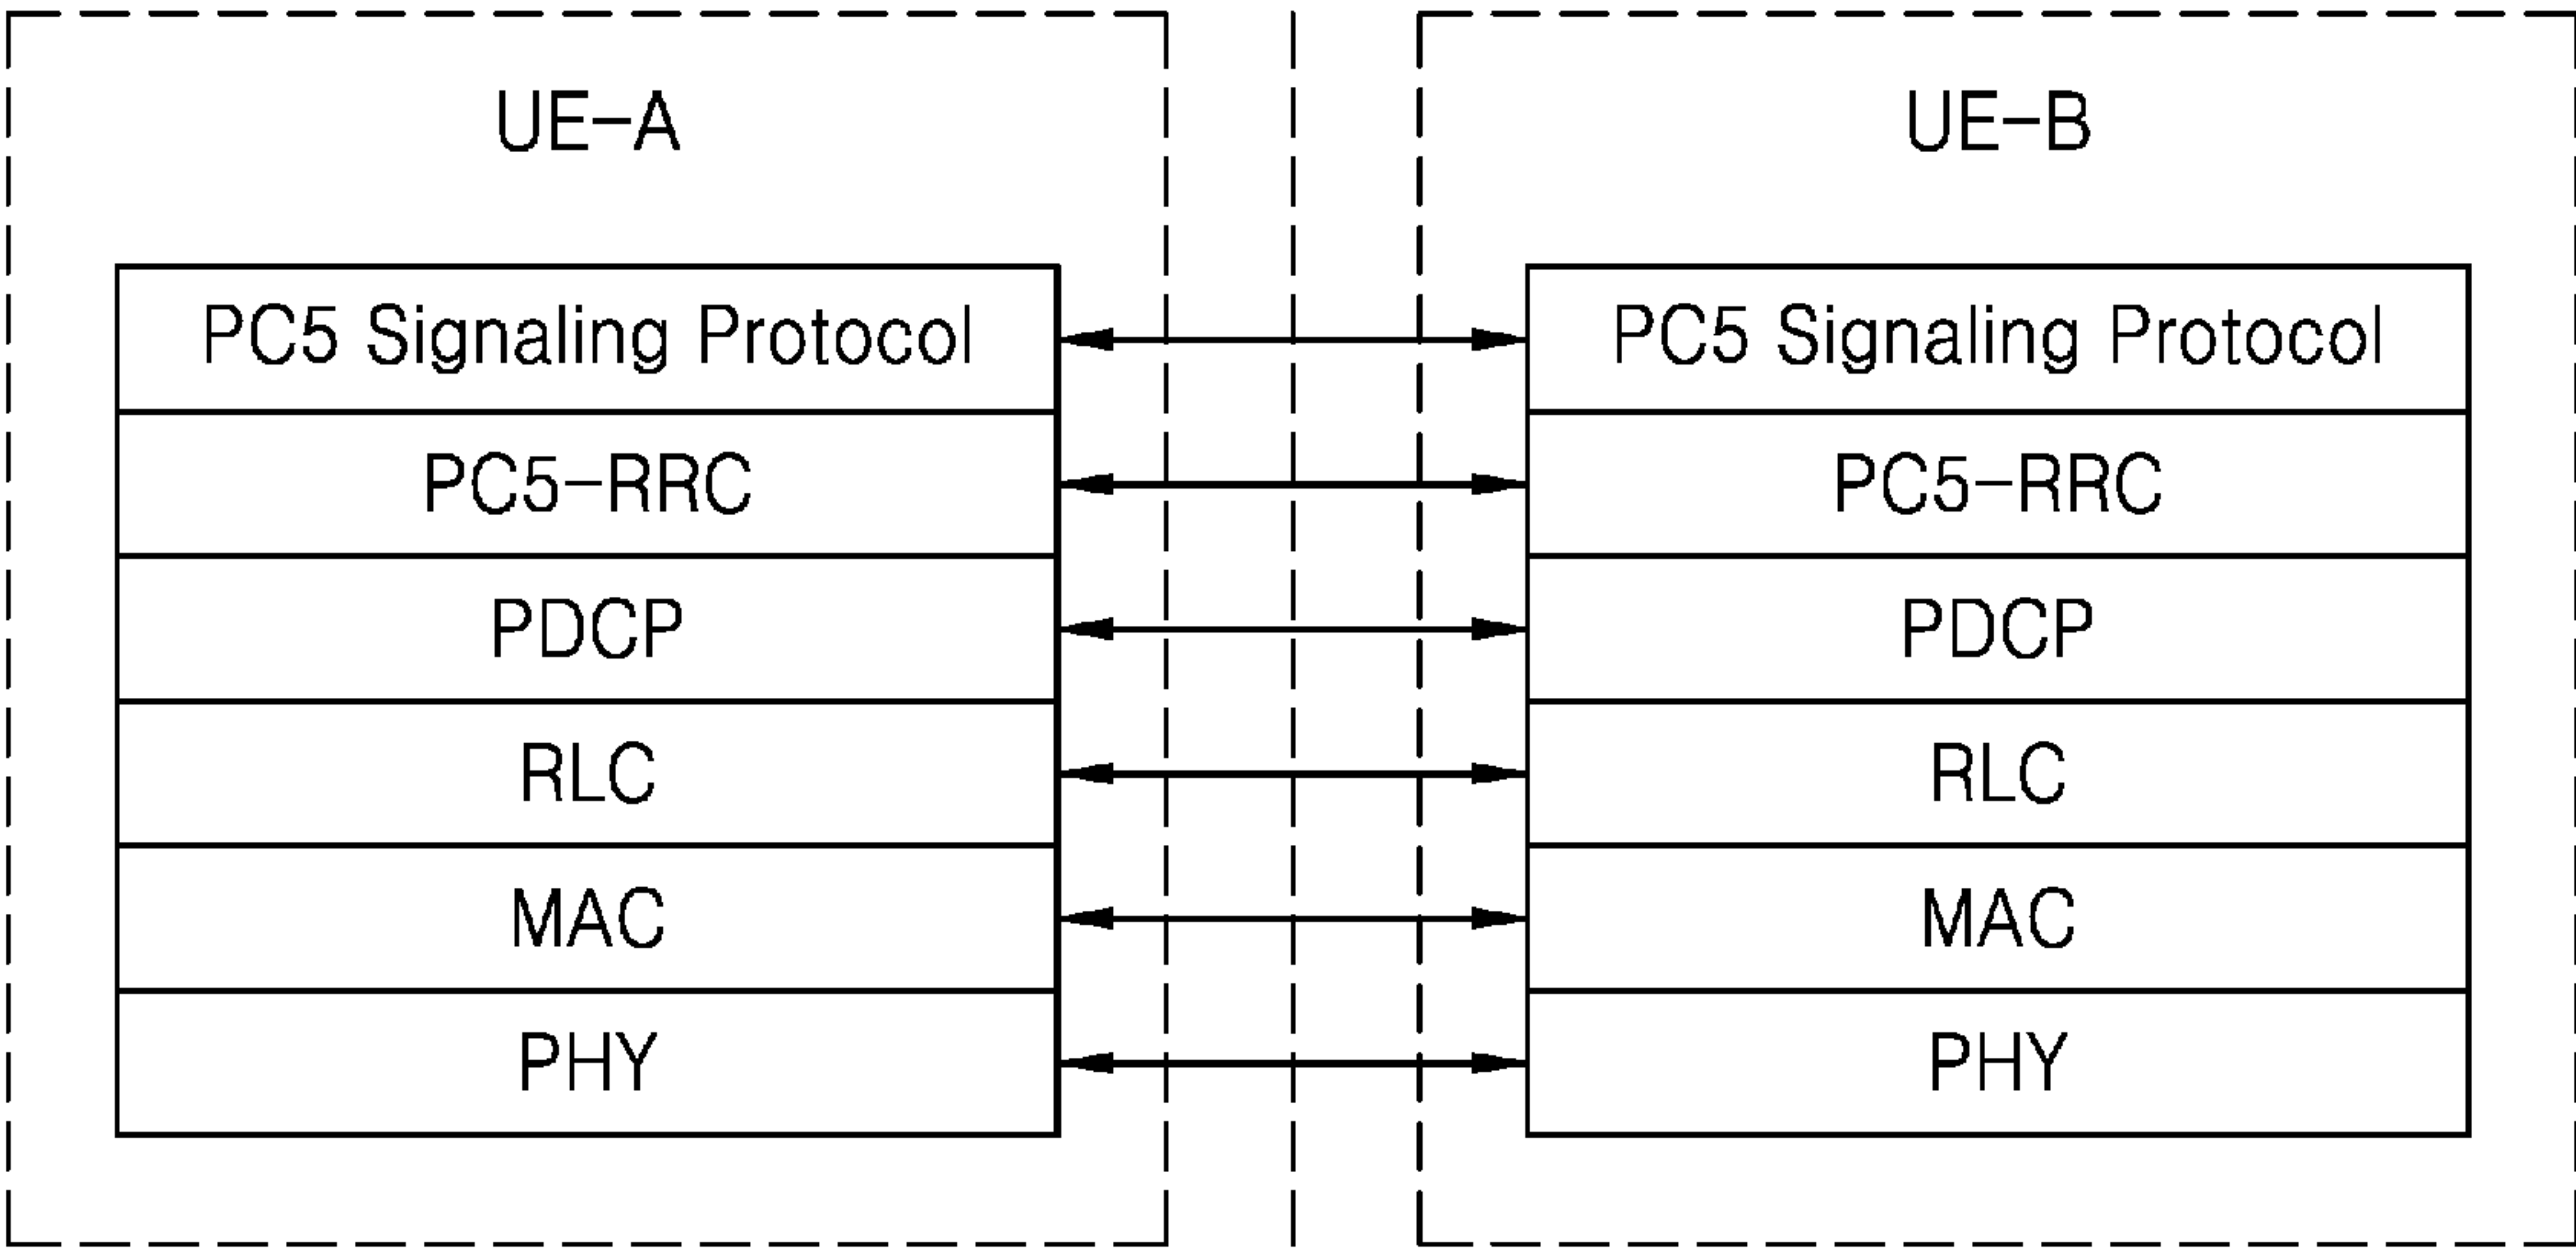 UE-A
PC5 Signaling Protocol
PC5-RRC
PDCP
RLC
MAC
PHY
UE-B
PC5 Signaling Protocol
PC5-RRC
PDCP
RLC
MAC
PHY